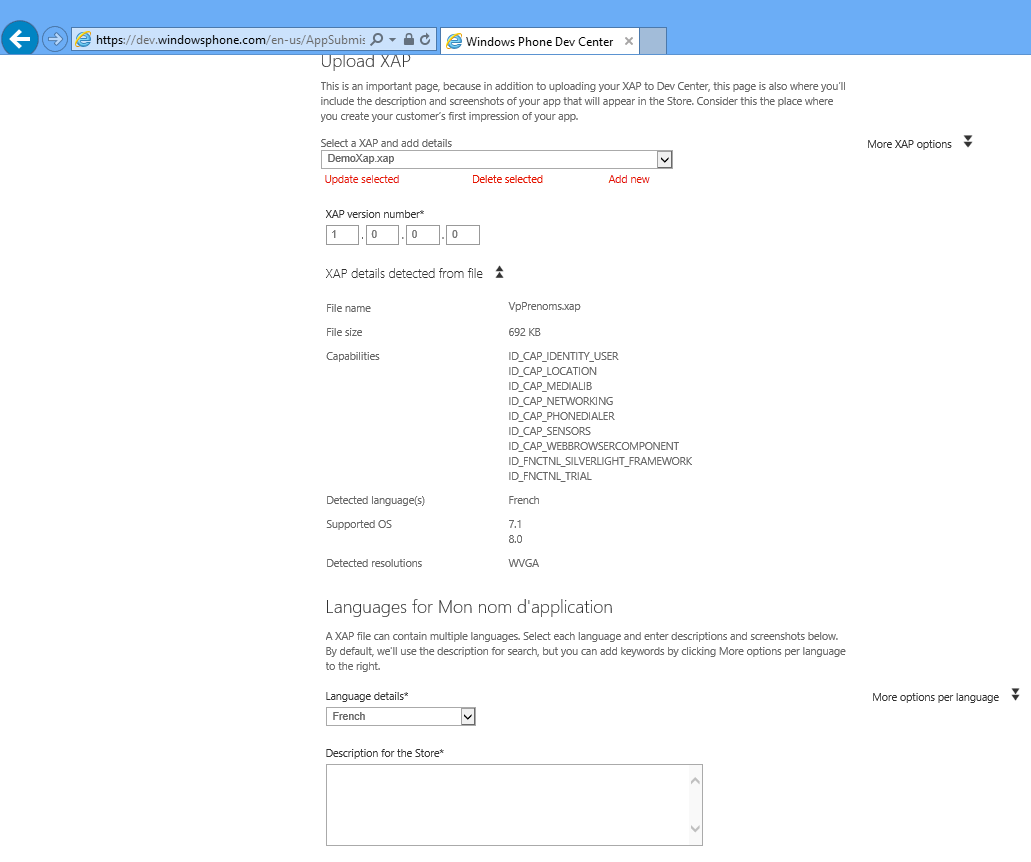 https://dev.windowsphone.com/en-us/AppSubmis
Windows Phone Dev Center
Upload XAP
This is an important page, because in addition to uploading your XAP to Dev Center, this page is also where you'll
include the description and screenshots of your app that will appear in the Store. Consider this the place where
you create your customer's first impression of your app.
Select a XAP and add details
More XAP options
DemoXap.xap
Update selected Delete selected Add new
XAP version number*
1 . 0 . 0 . 0
XAP details detected from file
File name VpPrenoms.xap
File size 692 KB
Capabilities ID_CAP_IDENTITY_USER
ID_CAP_LOCATION
ID_CAP_MEDIALIB
ID_CAP_NETWORKING
ID_CAP_PHONEDIALER
ID_CAP_SENSORS
ID_CAP_WEBBROWSERCOMPONENT
ID_FNCTNL_SILVERLIGHT_FRAMEWORK
ID_FNCTNL_TRIAL
Detected language(s) French
Supported OS 7.1
8.0
Detected resolutions WVGA
Languages for Mon nom d'application
A XAP file can contain multiple languages. Select each language and enter descriptions and screenshots below.
By default, we'll use the description for search, but you can add keywords by clicking More options per language
to the right.
Language details*
More options per language
French
Description for the Store*